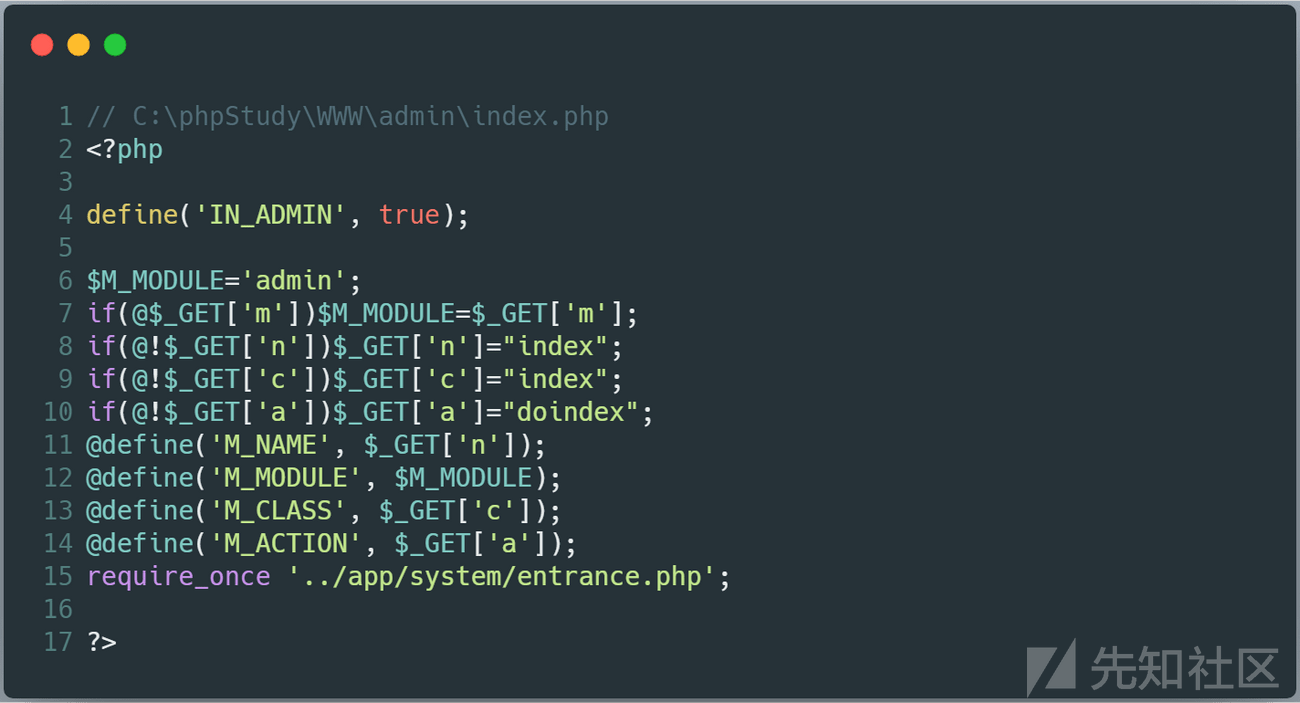 1 // C:\phpStudy\WWW\admin\index.php
2 <?php
3
4 define('IN_ADMIN', true);
5
6 $M_MODULE='admin';
7 if(@$_GET['m'])$M_MODULE=$_GET['m'];
8 if(@!$_GET['n'])$_GET['n']="index";
9 if(@!$_GET['c'])$_GET['c']="index";
10 if(@!$_GET['a'])$_GET['a']="doindex";
11 @define('M_NAME', $_GET['n']);
12 @define('M_MODULE', $M_MODULE);
13 @define('M_CLASS', $_GET['c']);
14 @define('M_ACTION', $_GET['a']);
15 require_once '../app/system/entrance.php';
16
17 ?>
先知社区